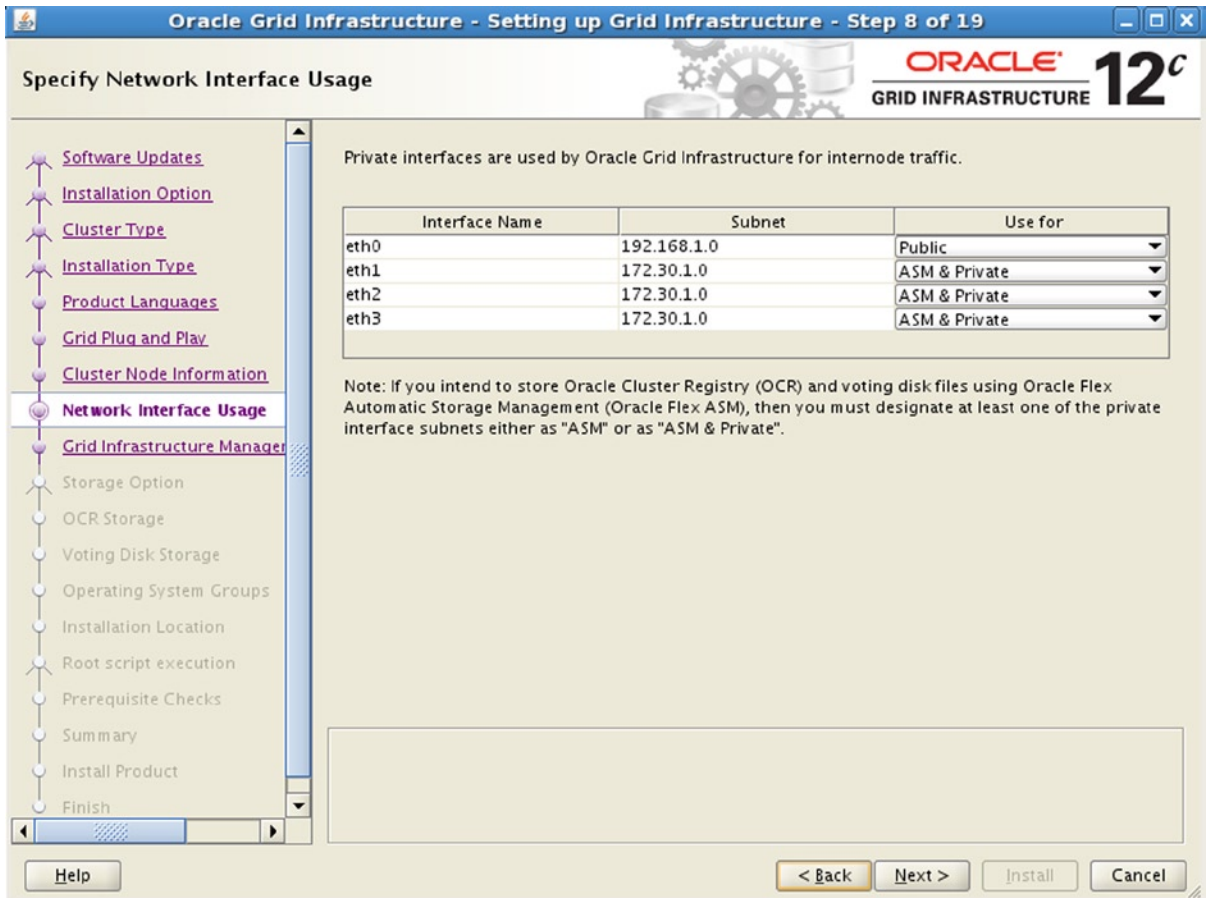 Oracle Grid Infrastructure - Setting up Grid Infrastructure - Step 8 of 19
Specify Network Interface Usage
ORACLE
GRID INFRASTRUCTURE
12c
Software Updates
Installation Option
Cluster Type
Installation Type
Product Languages
Grid Plug and Play
Cluster Node Information
Network Interface Usage
Grid Infrastructure Manager
Storage Option
OCR Storage
Voting Disk Storage
Operating System Groups
Installation Location
Root script execution
Prerequisite Checks
Summary
Install Product
Finish
Private interfaces are used by Oracle Grid Infrastructure for internode traffic.
Interface Name Subnet Use for
eth0 192.168.1.0 Public
eth1 172.30.1.0 ASM & Private
eth2 172.30.1.0 ASM & Private
eth3 172.30.1.0 ASM & Private
Note: If you intend to store Oracle Cluster Registry (OCR) and voting disk files using Oracle Flex
Automatic Storage Management (Oracle Flex ASM), then you must designate at least one of the private
interface subnets either as "ASM" or as "ASM & Private".
Help
< Back
Next >
Install
Cancel